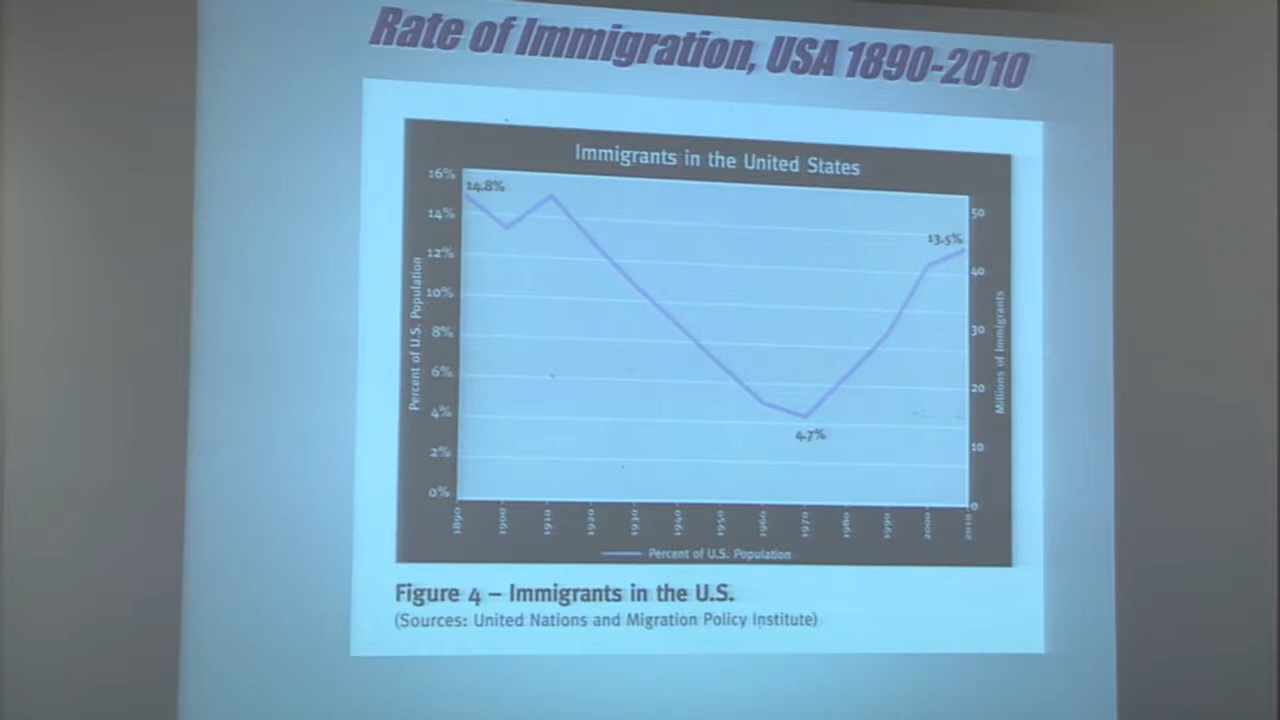 Rate of Immigration, USA 1890-2010
Immigrants in the United States
16%
14%
12%
10%
8%
6%
4%
2%
0%
Percent of U.S. Population
14.8%
4.7%
13.5%
50
40
30
20
10
0
Millions of Immigrants
1890 1900 1910 1920 1930 1940 1950 1960 1970 1980 1990 2000 2010
Percent of U.S. Population
Figure 4 – Immigrants in the U.S.
(Sources: United Nations and Migration Policy Institute)